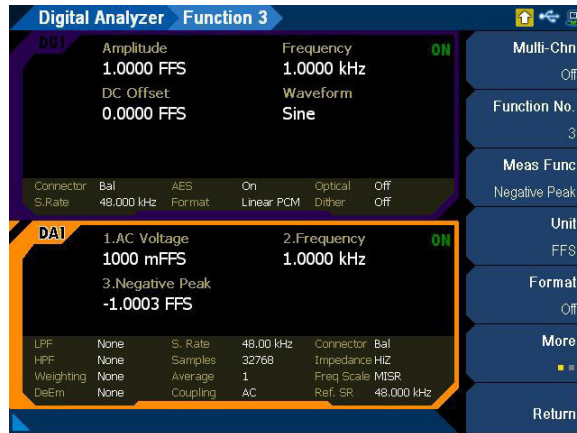 Digital Analyzer Function 3
DG1
Amplitude Frequency ON
1.0000 FFS 1.0000 kHz
DC Offset Waveform
0.0000 FFS Sine
Connector Bal AES On Optical Off
S.Rate 48.000 kHz Format Linear PCM Dither Off
DA1
1.AC Voltage 2.Frequency ON
1000 mFFS 1.0000 kHz
3.Negative Peak
-1.0003 FFS
LPF None S. Rate 48.00 kHz Connector Bal
HPF None Samples 32768 Impedance HiZ
Weighting None Average 1 Freq Scale MISR
DeEm None Coupling AC Ref. SR 48.000 kHz
Multi-Chn
Off
Function No.
3
Meas Func
Negative Peak
Unit
FFS
Format
Off
More
Return